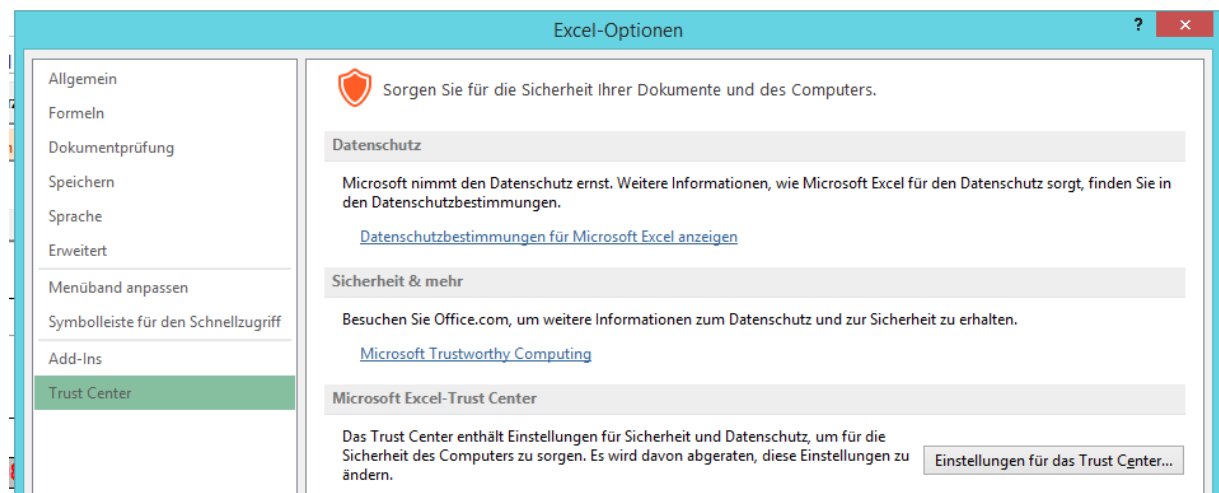 Excel-Optionen
?
Allgemein
Formeln
Dokumentprüfung
Speichern
Sprache
Erweitert
Menüband anpassen
Symbolleiste für den Schnellzugriff
Add-Ins
Trust Center
Sorgen Sie für die Sicherheit Ihrer Dokumente und des Computers.
Datenschutz
Microsoft nimmt den Datenschutz ernst. Weitere Informationen, wie Microsoft Excel für den Datenschutz sorgt, finden Sie in
den Datenschutzbestimmungen.
Datenschutzbestimmungen für Microsoft Excel anzeigen
Sicherheit & mehr
Besuchen Sie Office.com, um weitere Informationen zum Datenschutz und zur Sicherheit zu erhalten.
Microsoft Trustworthy Computing
Microsoft Excel-Trust Center
Das Trust Center enthält Einstellungen für Sicherheit und Datenschutz, um für die
Sicherheit des Computers zu sorgen. Es wird davon abgeraten, diese Einstellungen zu
ändern.
Einstellungen für das Trust Center...